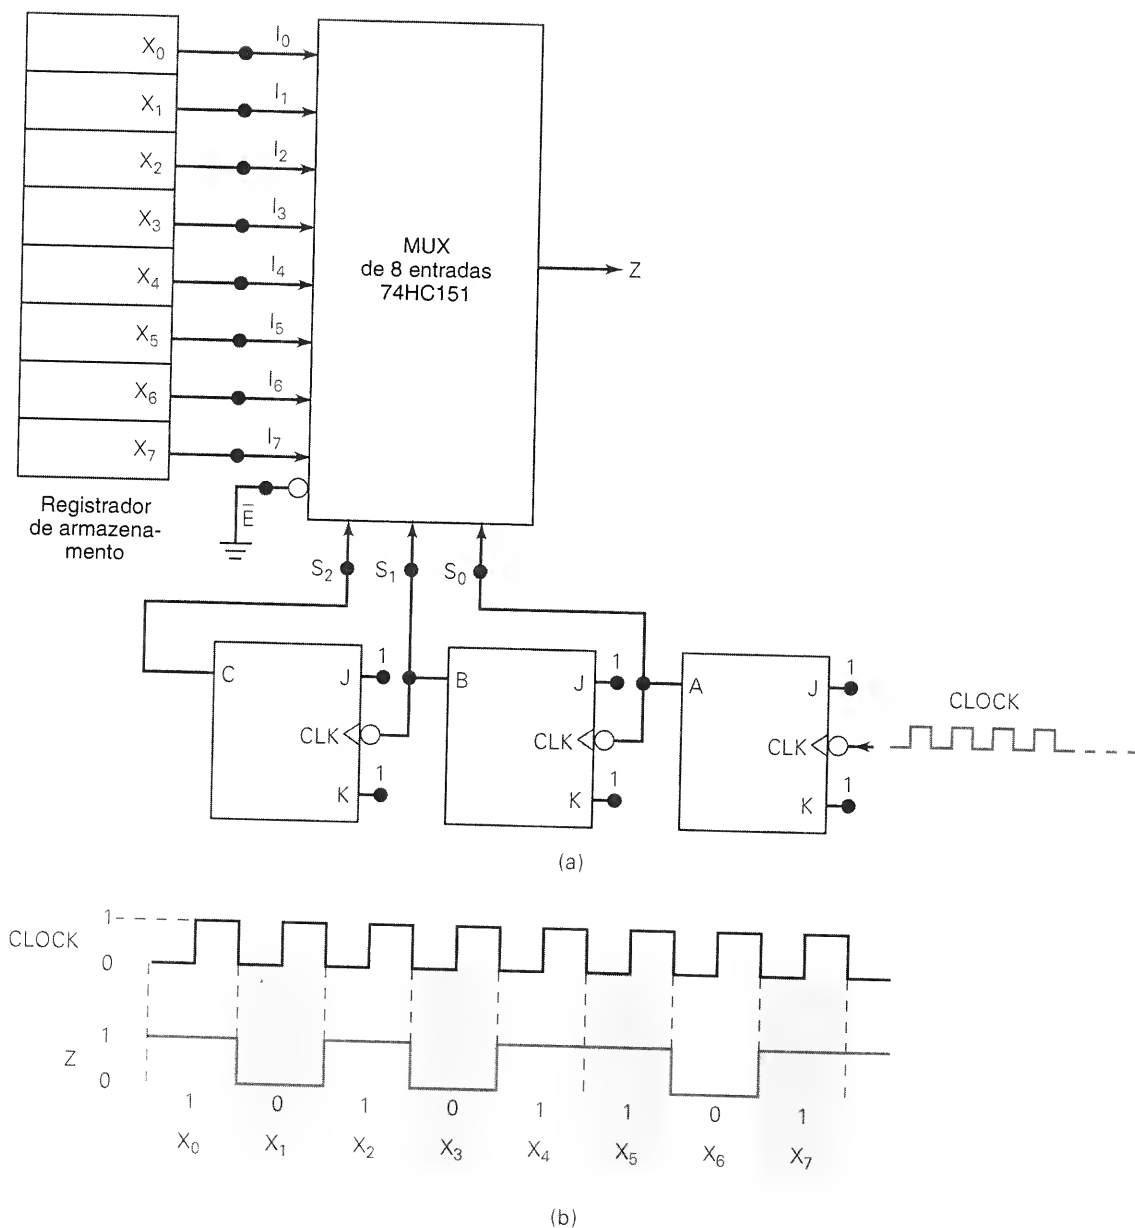 X₀ I₀
X₁ I₁
X₂ I₂
X₃ I₃
X₄ I₄
X₅ I₅
X₆ I₆
X₇ I₇
MUX
de 8 entradas
74HC151
Z
Registrador
de armazena-
mento
E̅
S₂ S₁ S₀
C J 1 CLK K 1
B J 1 CLK K 1
A J 1 CLK K 1
CLOCK
(a)
CLOCK 1 0
Z 1 0
1 0 1 0 1 1 0 1
X₀ X₁ X₂ X₃ X₄ X₅ X₆ X₇
(b)